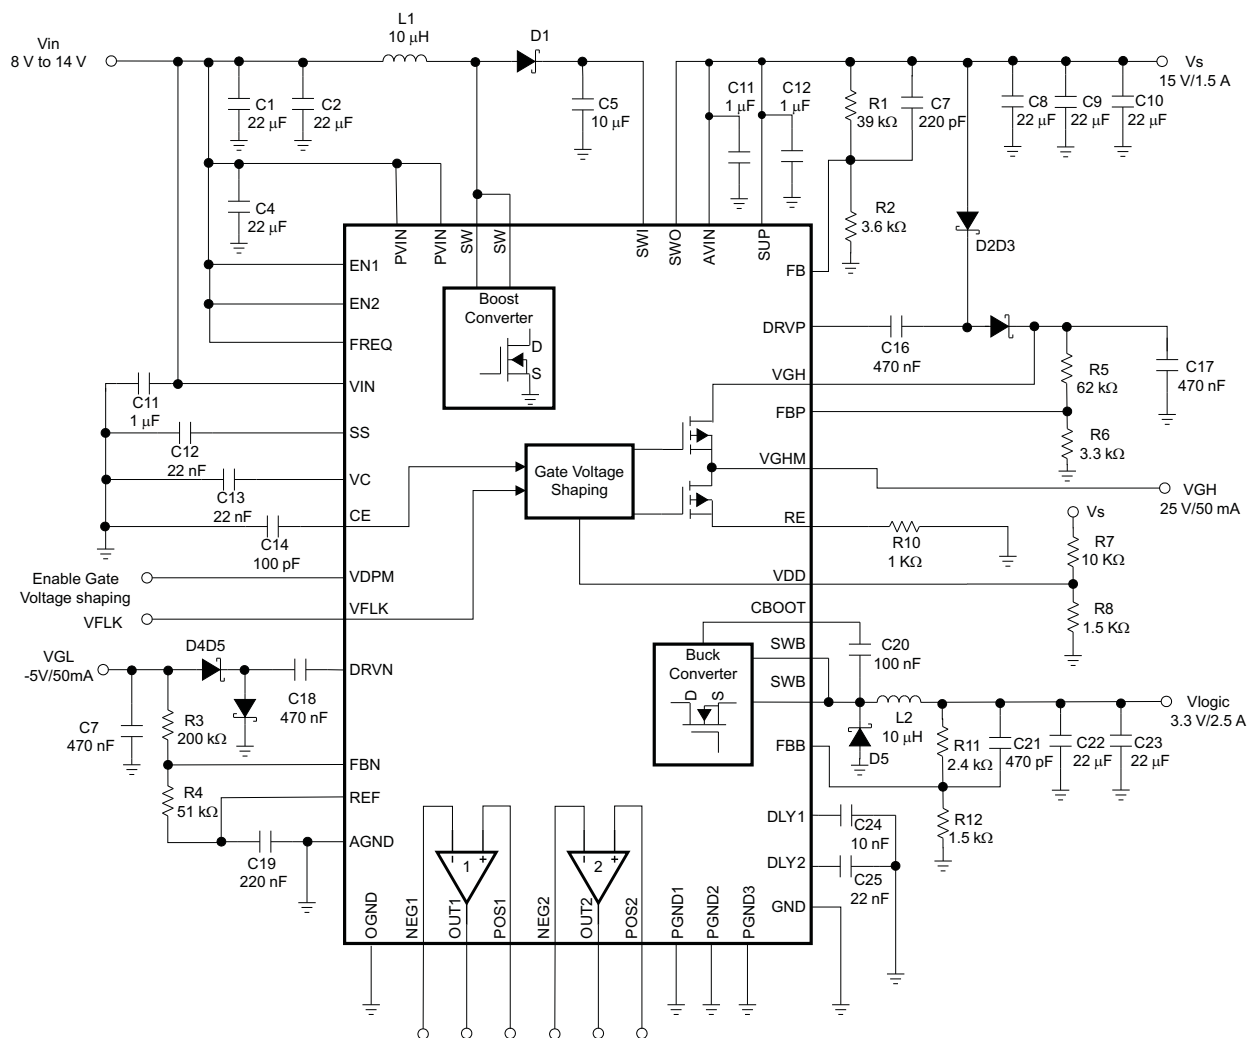 L1
10 μH
D1
Vin
8 V to 14 V
Vs
15 V/1.5 A
C1
22 μF
C2
22 μF
C5
10 μF
C11
1 μF
C12
1 μF
R1
39 kΩ
C7
220 pF
C8
22 μF
C9
22 μF
C10
22 μF
C4
22 μF
R2
3.6 kΩ
D2D3
PVIN
PVIN
SW
SW
SWI
SWO
AVIN
SUP
FB
EN1
EN2
FREQ
VIN
SS
VC
CE
VDPM
VFLK
DRVN
FBN
REF
AGND
Boost
Converter
D
S
DRVP
C16
470 nF
VGH
FBP
VGHM
RE
VDD
CBOOT
SWB
SWB
FBB
DLY1
DLY2
GND
R5
62 kΩ
C17
470 nF
R6
3.3 kΩ
VGH
25 V/50 mA
C11
1 μF
C12
22 nF
C13
22 nF
C14
100 pF
Gate Voltage
Shaping
R10
1 KΩ
Vs
R7
10 KΩ
R8
1.5 KΩ
Enable Gate
Voltage shaping
VFLK
VGL
-5V/50mA
D4D5
C18
470 nF
C7
470 nF
R3
200 kΩ
R4
51 kΩ
C19
220 nF
Buck
Converter
D
S
C20
100 nF
L2
10 μH
D5
Vlogic
3.3 V/2.5 A
R11
2.4 kΩ
C21
470 pF
C22
22 μF
C23
22 μF
R12
1.5 kΩ
C24
10 nF
C25
22 nF
-
+
1
-
+
2
OGND
NEG1
OUT1
POS1
NEG2
OUT2
POS2
PGND1
PGND2
PGND3